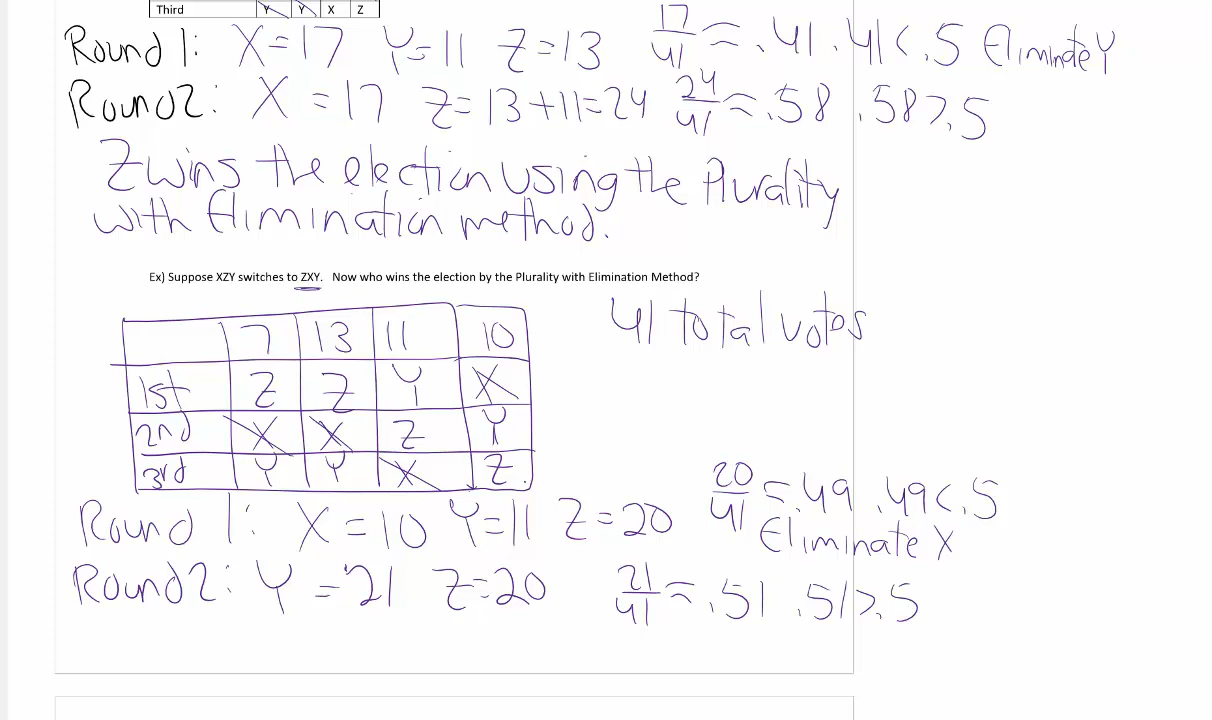 Third Y Y X Z
Round 1: X=17 Y=11 Z=13 17/41 ≈ .41 .41<.5 Eliminate Y
Round 2: X=17 Z=13+11=24 24/41 ≈ .58 .58>.5
Z wins the election using the Plurality
with Elimination method.
Ex) Suppose XZY switches to ZXY. Now who wins the election by the Plurality with Elimination Method?
41 total votes
7 13 11 10
1st Z Z Y X
2nd X X Z Y
3rd Y Y X Z
Round 1: X=10 Y=11 Z=20 20/41 ≈ .49 .49<.5
Eliminate X
Round 2: Y=21 Z=20 21/41 ≈ .51 .51>.5